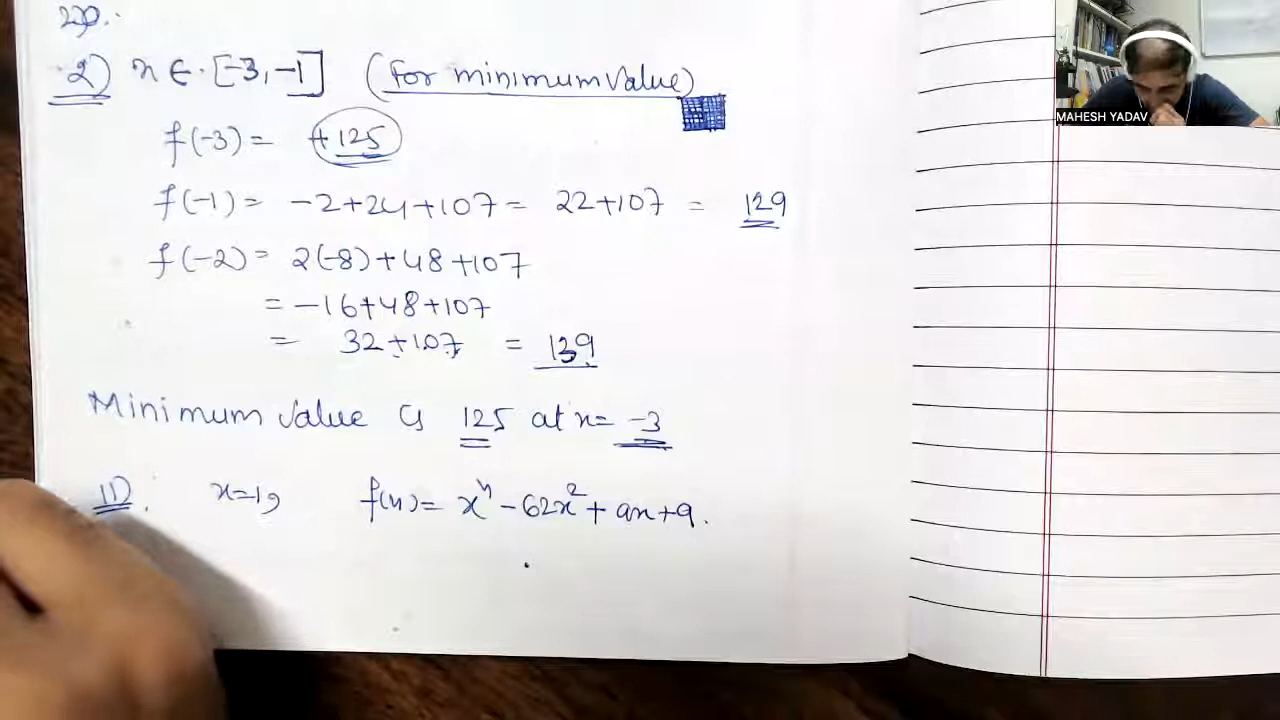 2) x ∈ [-3, -1] (for minimum value)
f(-3) = +125
f(-1) = -2+24+107 = 22+107 = 129
f(-2) = 2(-8)+48+107
= -16+48+107
= 32+107 = 139
Minimum value is 125 at x= -3
11). x=1, f(x)= x⁴ - 62x² + ax+9.
MAHESH YADAV